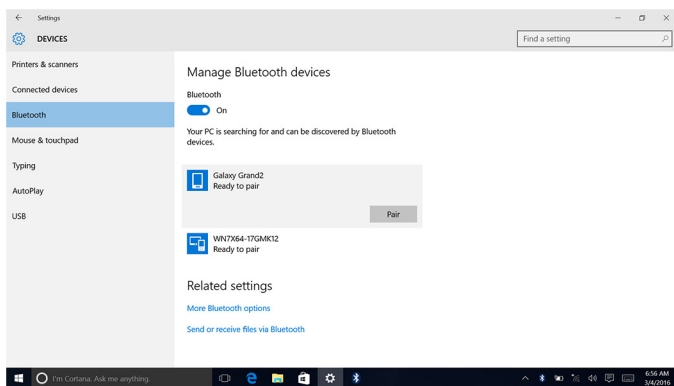 Settings
DEVICES
Find a setting
Printers & scanners
Connected devices
Bluetooth
Mouse & touchpad
Typing
AutoPlay
USB
Manage Bluetooth devices
Bluetooth
On
Your PC is searching for and can be discovered by Bluetooth
devices.
Galaxy Grand2
Ready to pair
Pair
WN7X64-17GMK12
Ready to pair
Related settings
More Bluetooth options
Send or receive files via Bluetooth
I'm Cortana. Ask me anything.
6:56 AM
3/4/2016